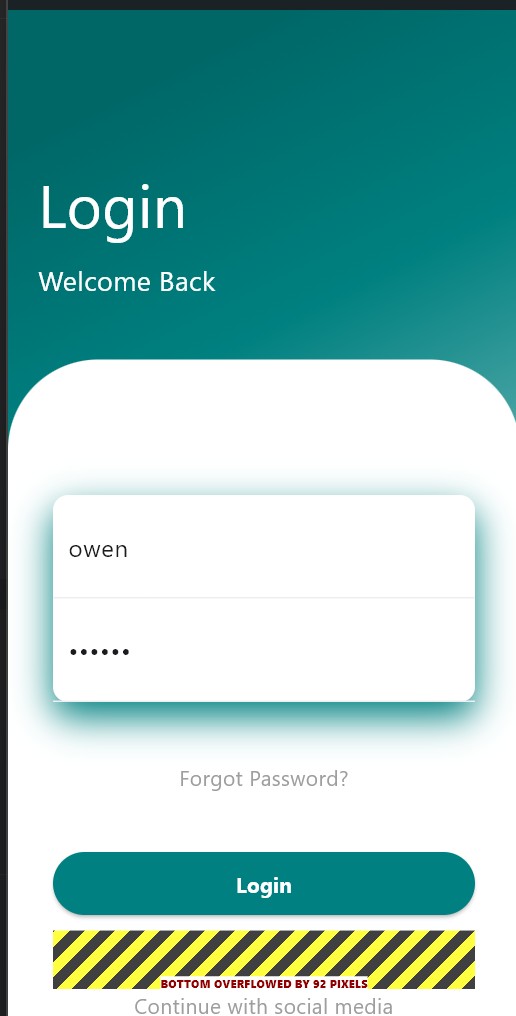 Login
Welcome Back
owen
••••••
Forgot Password?
Login
BOTTOM OVERFLOWED BY 92 PIXELS
Continue with social media